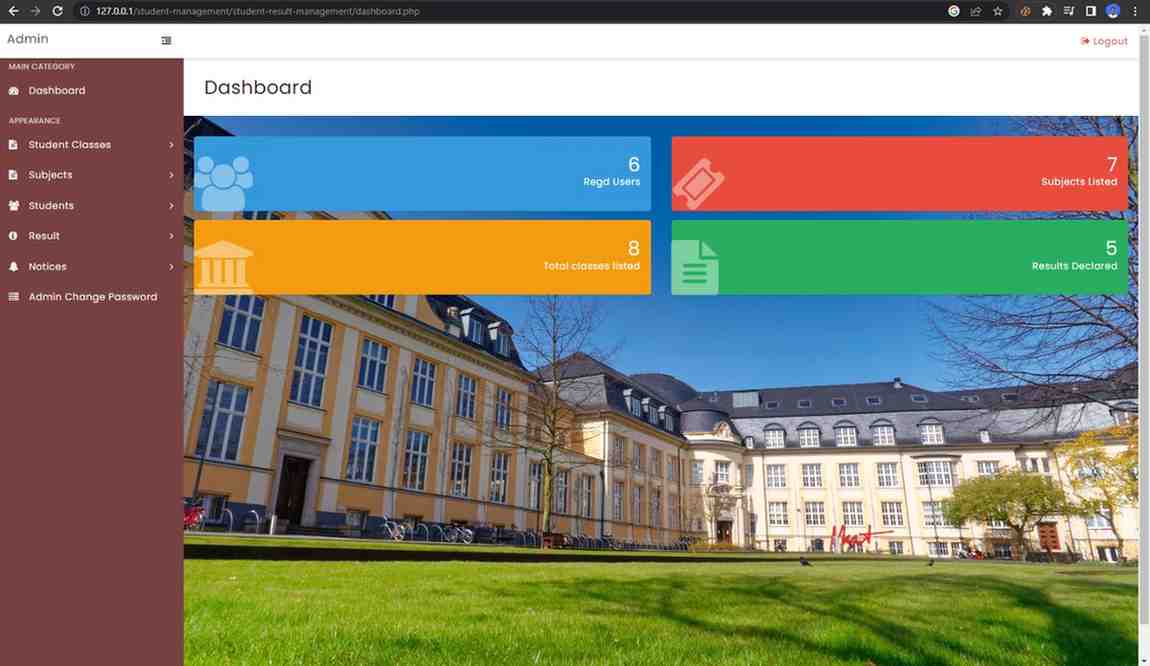 127.0.0.1/student-management/student-result-management/dashboard.php
Admin
Logout
MAIN CATEGORY
Dashboard
APPEARANCE
Student Classes
Subjects
Students
Result
Notices
Admin Change Password
Dashboard
6
Regd Users
7
Subjects Listed
8
Total classes listed
5
Results Declared